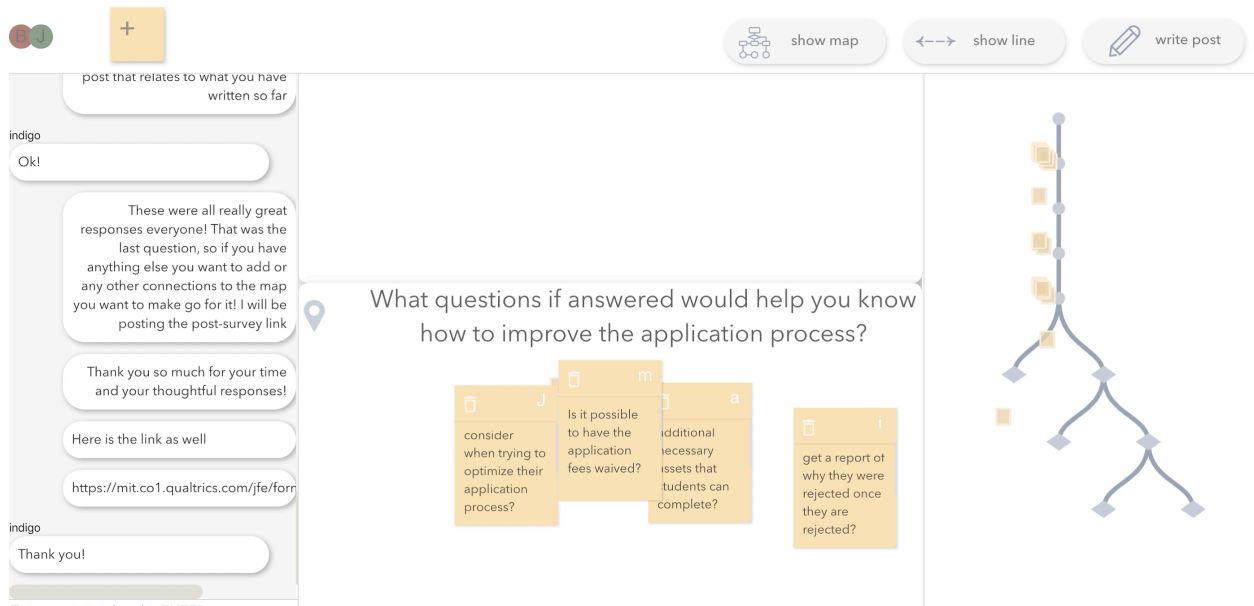 B J
+
show map
show line
write post
post that relates to what you have
written so far
indigo
Ok!
These were all really great
responses everyone! That was the
last question, so if you have
anything else you want to add or
any other connections to the map
you want to make go for it! I will be
posting the post-survey link
Thank you so much for your time
and your thoughtful responses!
Here is the link as well
https://mit.co1.qualtrics.com/jfe/forn
indigo
Thank you!
What questions if answered would help you know
how to improve the application process?
J
consider
when trying to
optimize their
application
process?
m
Is it possible
to have the
application
fees waived?
a
additional
necessary
assets that
students can
complete?
i
get a report of
why they were
rejected once
they are
rejected?